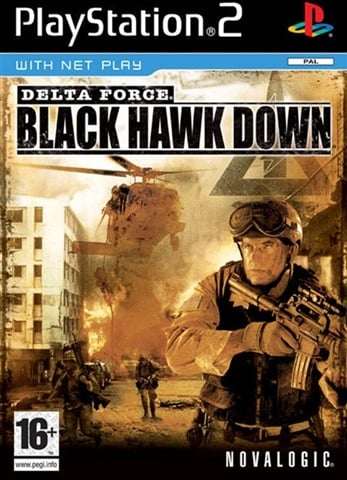 PlayStation®2
PAL
WITH NET PLAY
DELTA FORCE®
BLACK HAWK DOWN
16+
www.pegi.info
NOVALOGIC®